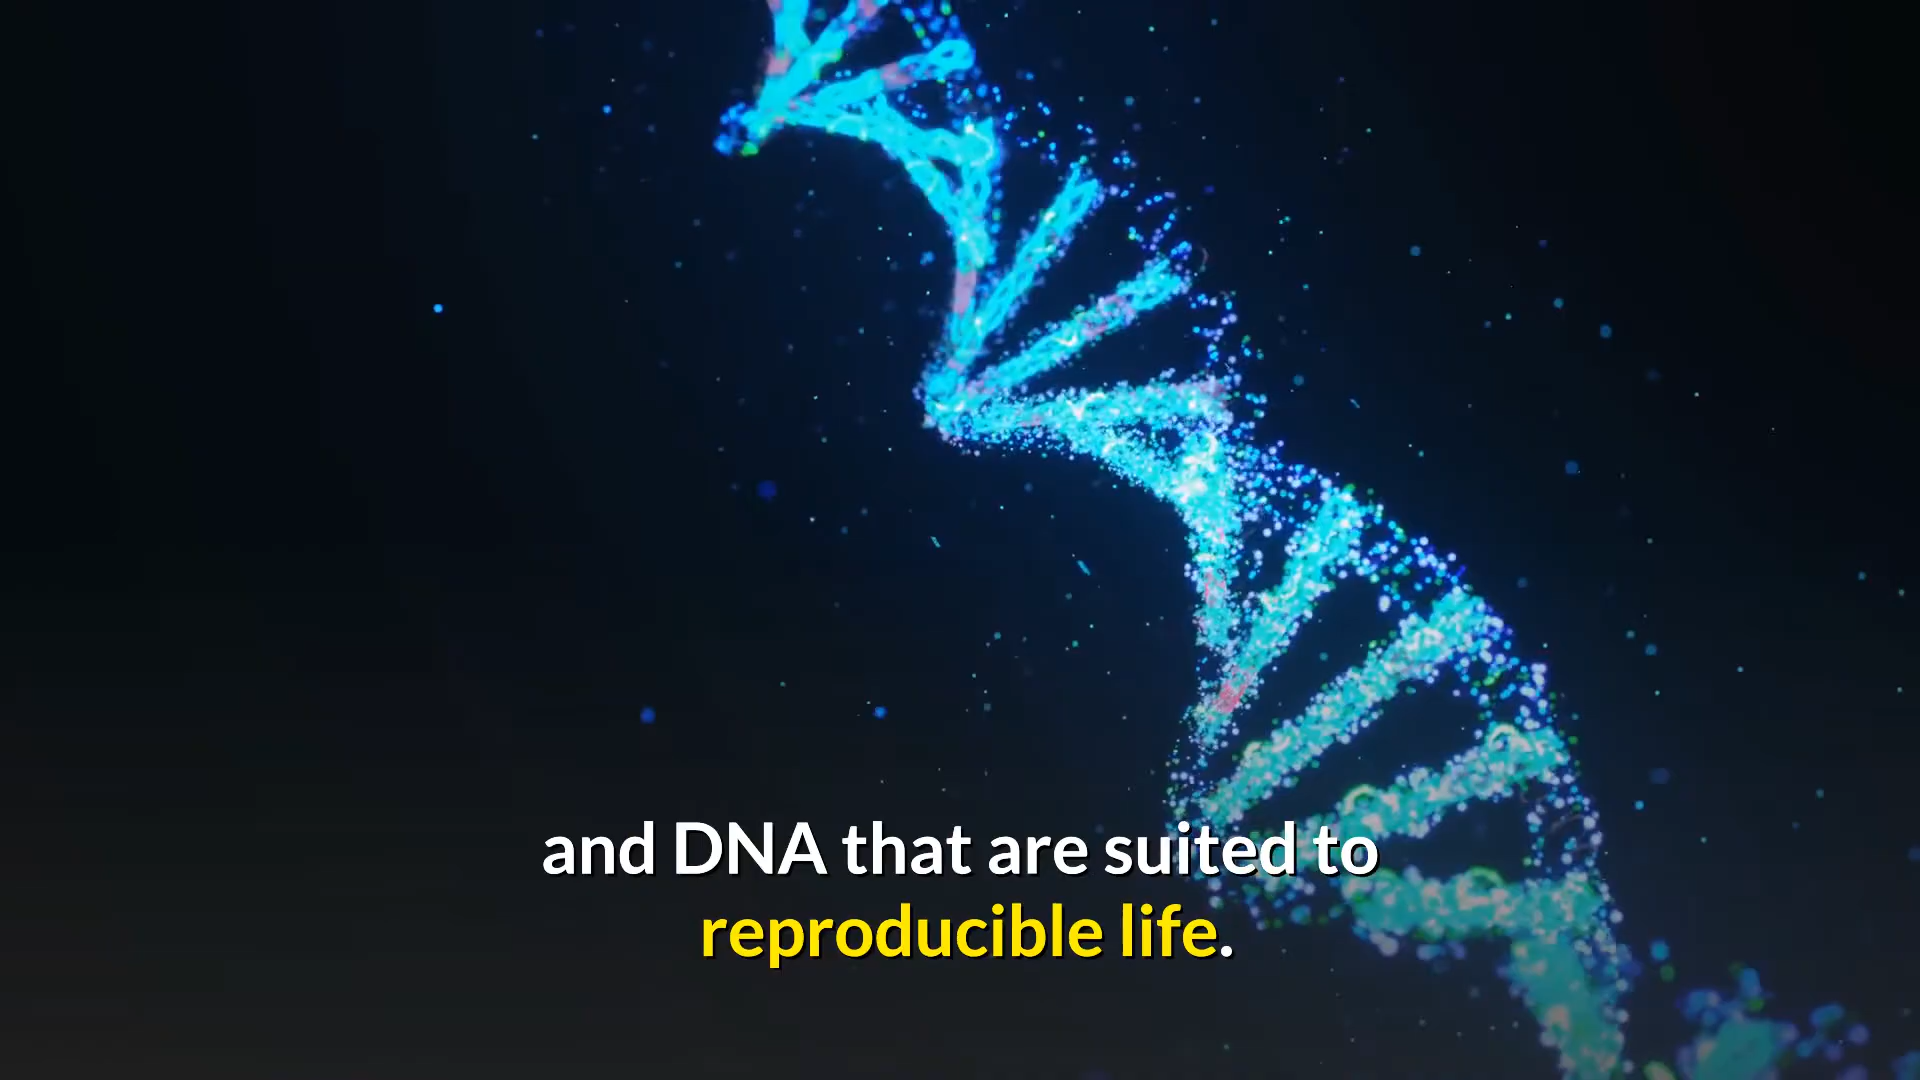 and DNA that are suited to
reproducible life.